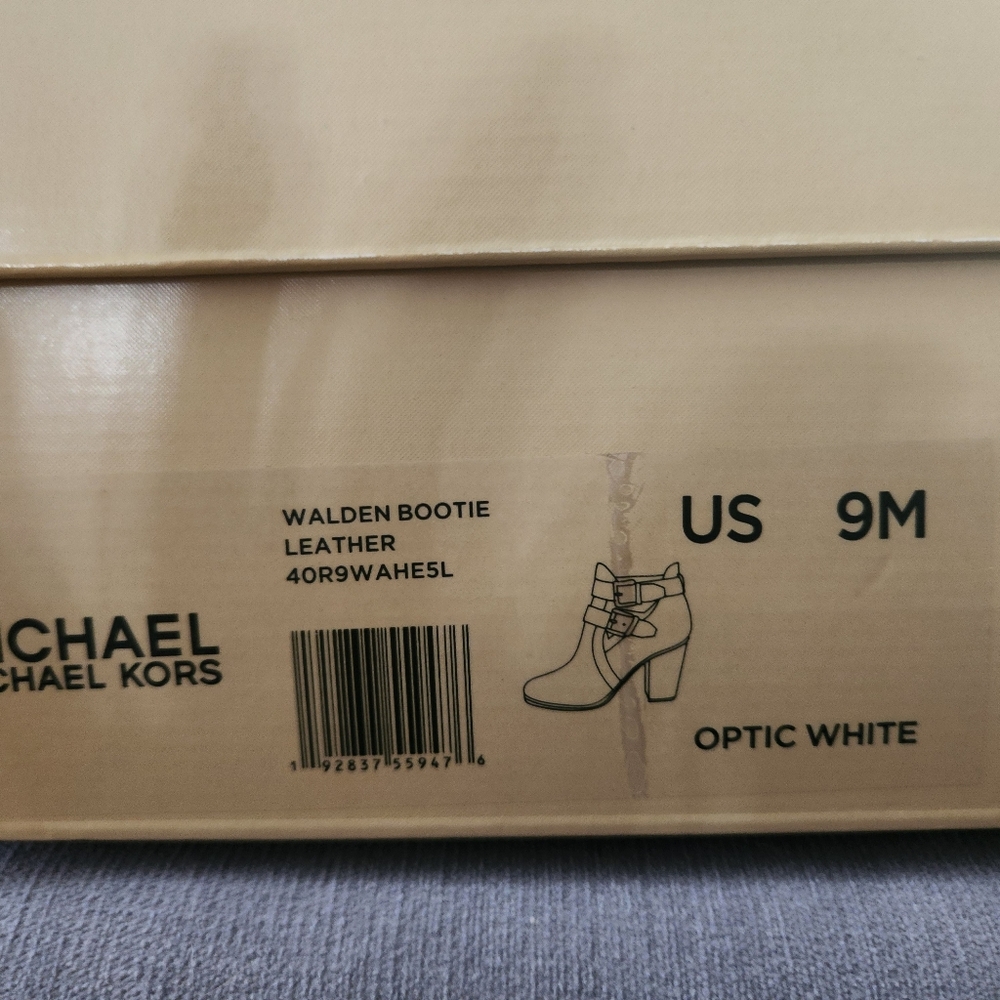 WALDEN BOOTIE
LEATHER
40R9WAHE5L
US 9M
ICHAEL
CHAEL KORS
1 92837 55947 6
OPTIC WHITE